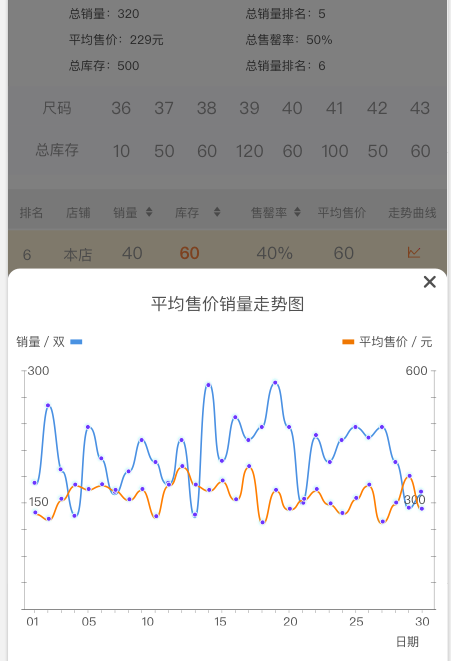 总销量：320 总销量排名：5
平均售价：229元 总售罄率：50%
总库存：500 总销量排名：6
尺码 36 37 38 39 40 41 42 43
总库存 10 50 60 120 60 100 50 60
排名 店铺 销量 库存 售罄率 平均售价 走势曲线
6 本店 40 60 40% 60
平均售价销量走势图
销量 / 双 平均售价 / 元
300 600
150 300
01 05 10 15 20 25 30
日期